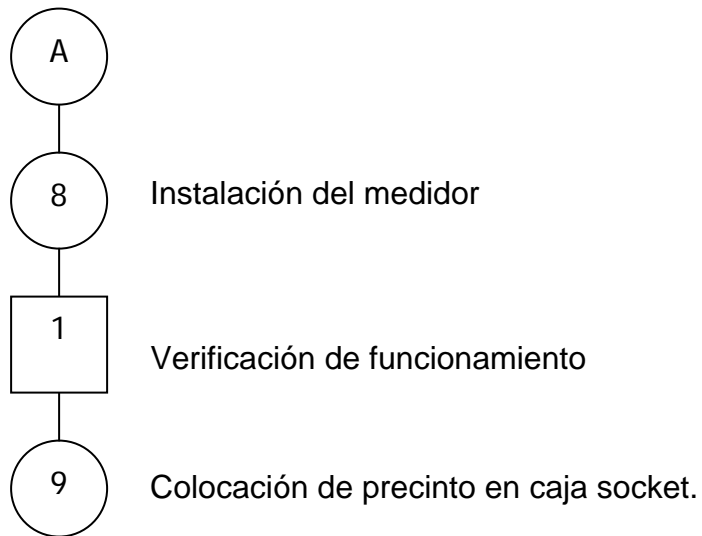 A
8 Instalación del medidor
1
Verificación de funcionamiento
9 Colocación de precinto en caja socket.